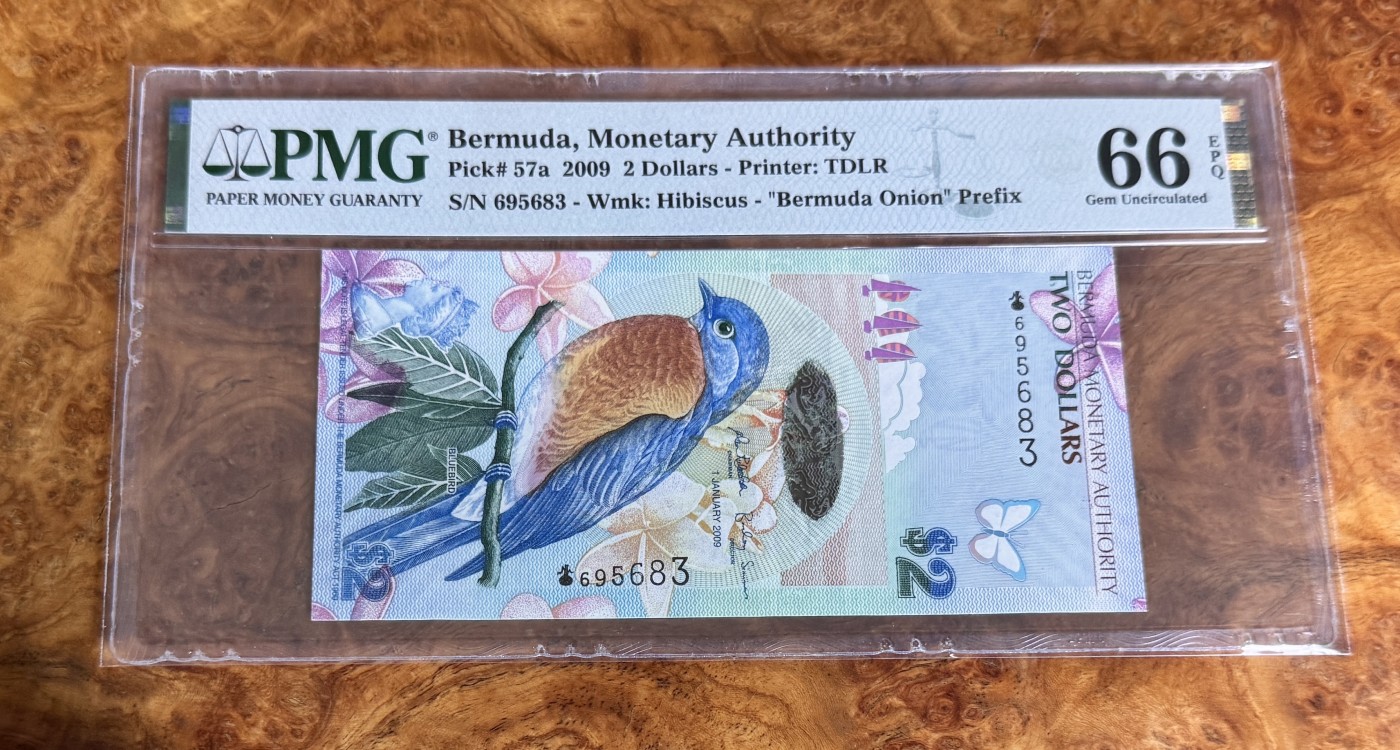 PMG®
PAPER MONEY GUARANTY
Bermuda, Monetary Authority
Pick# 57a 2009 2 Dollars - Printer: TDLR
S/N 695683 - Wmk: Hibiscus - "Bermuda Onion" Prefix
66
EPQ
Gem Uncirculated
BERMUDA MONETARY AUTHORITY
TWO DOLLARS
695683
BLUEBIRD
1 JANUARY 2009
695683
$2
$2